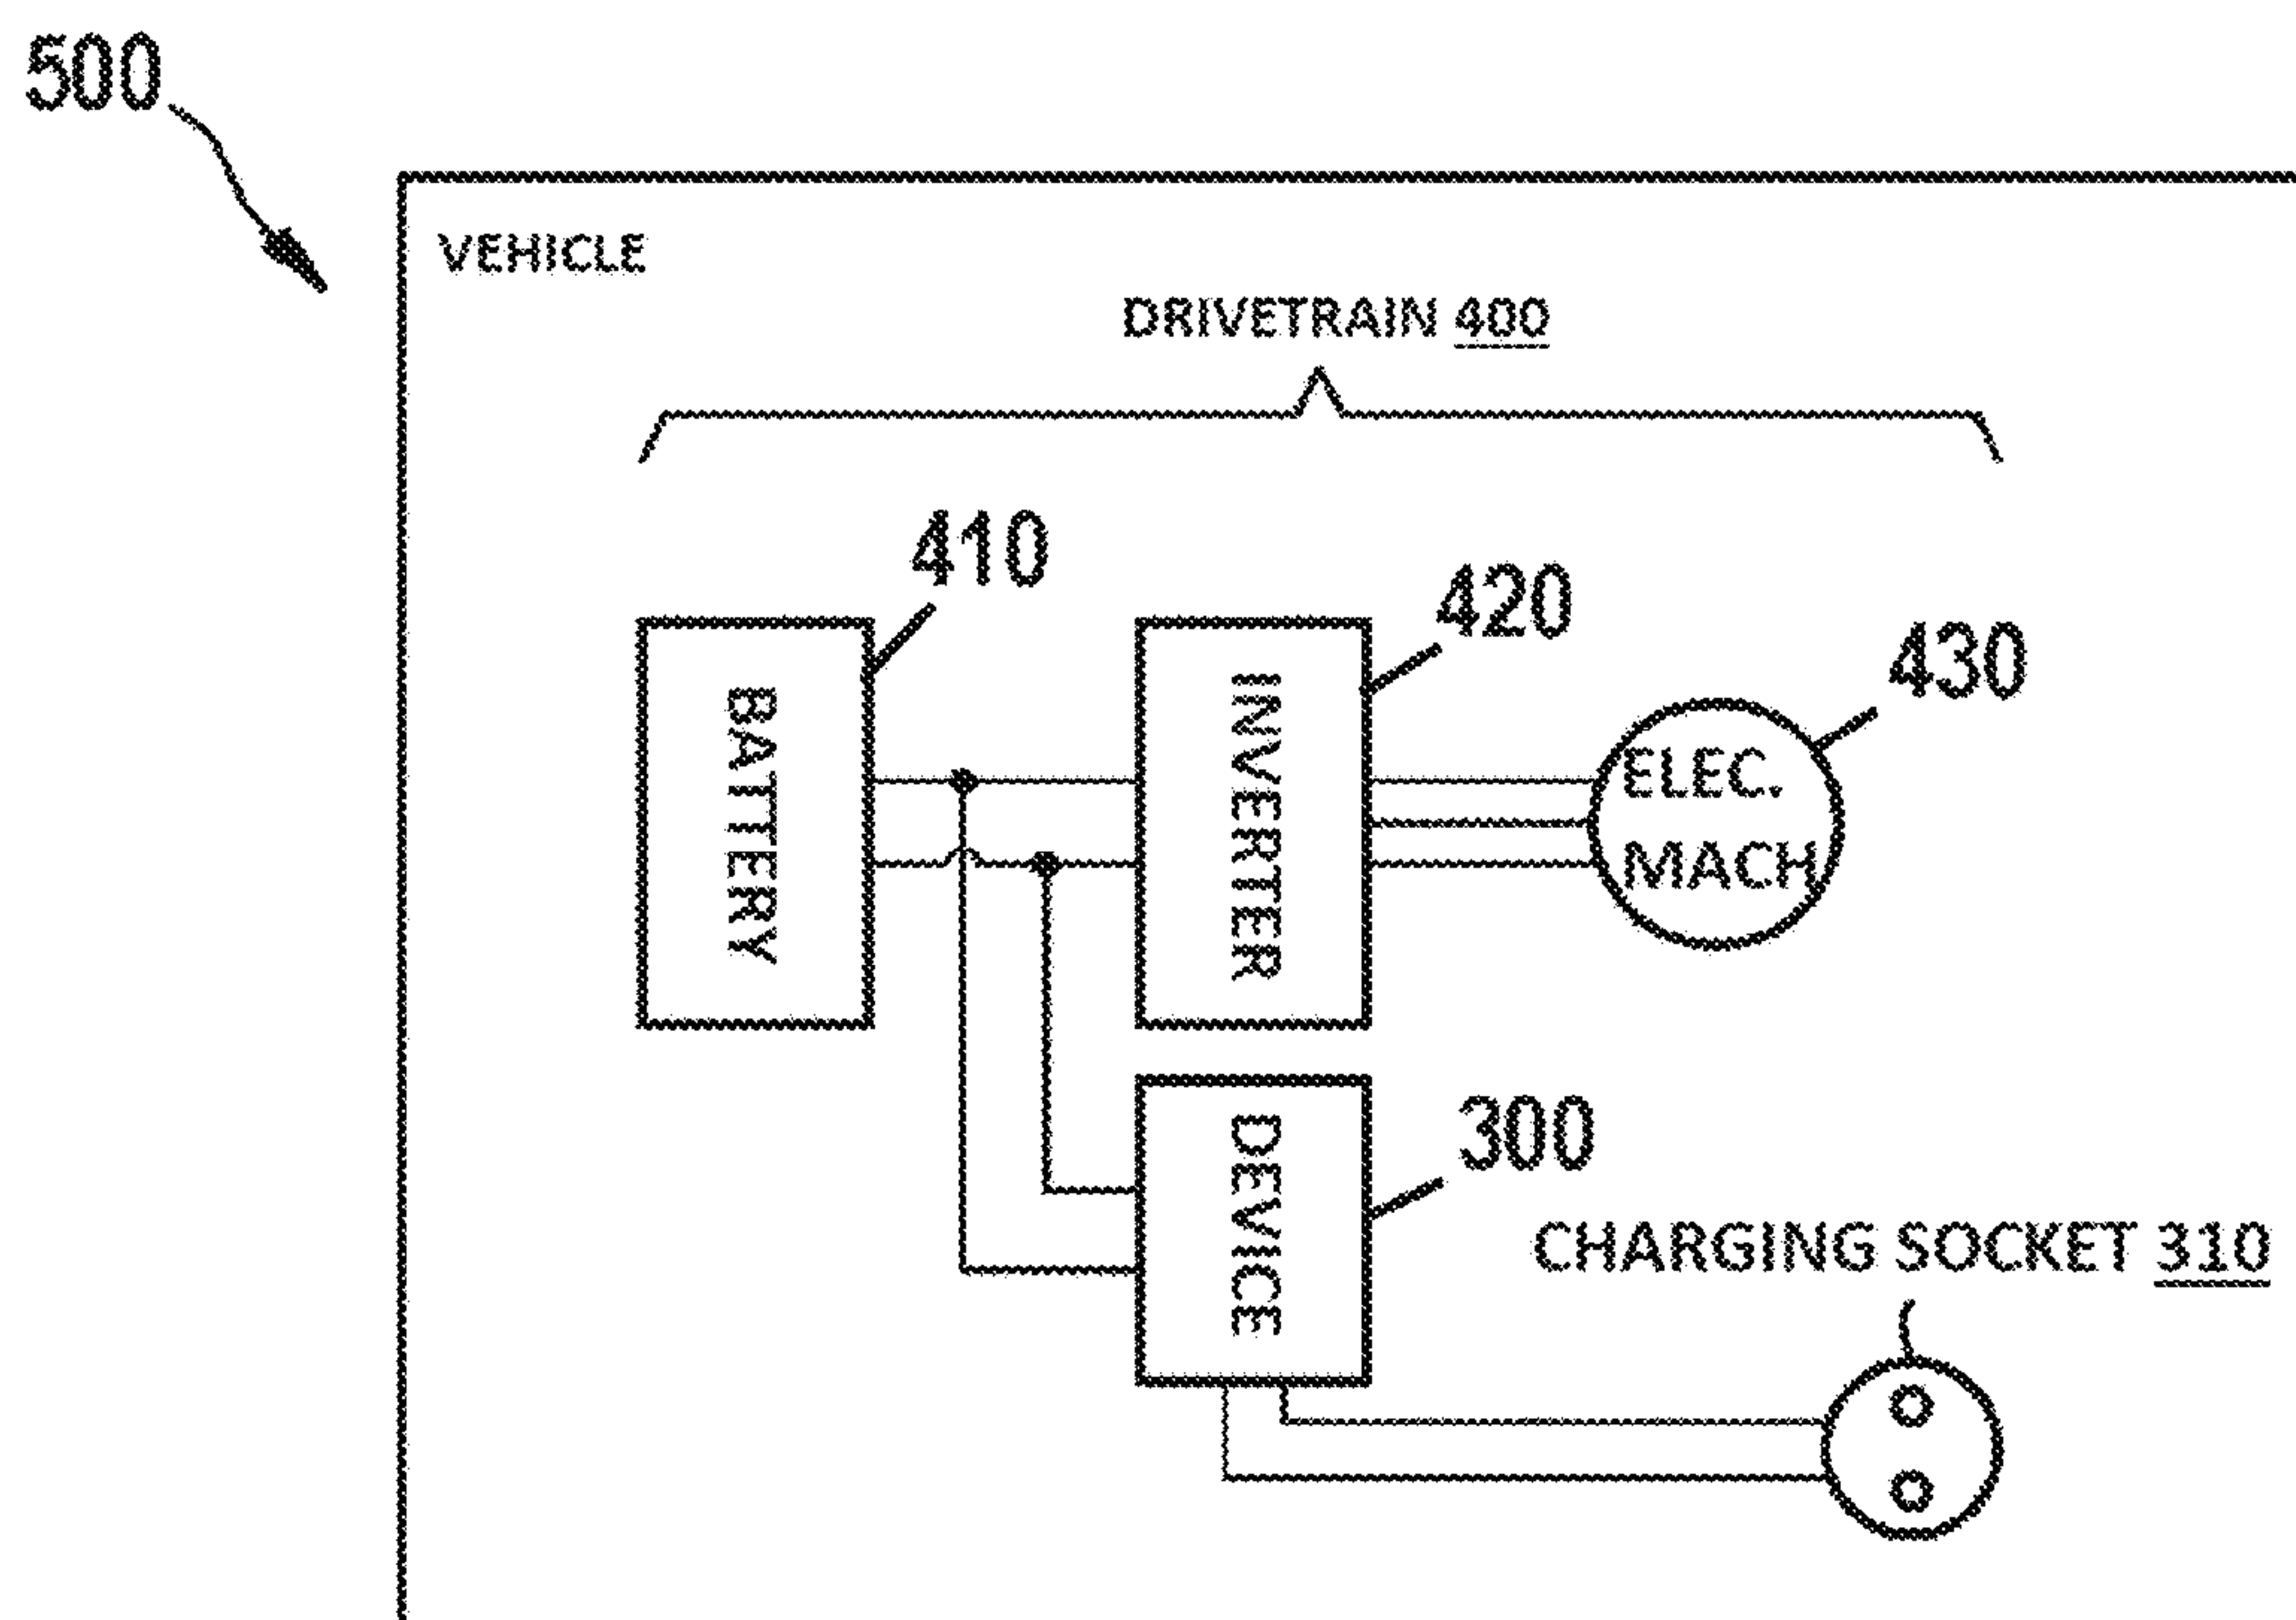 500
VEHICLE
DRIVETRAIN 400
410
420
430
BATTERY
INVERTER
ELEC.
MACH
DEVICE
300
CHARGING SOCKET 310